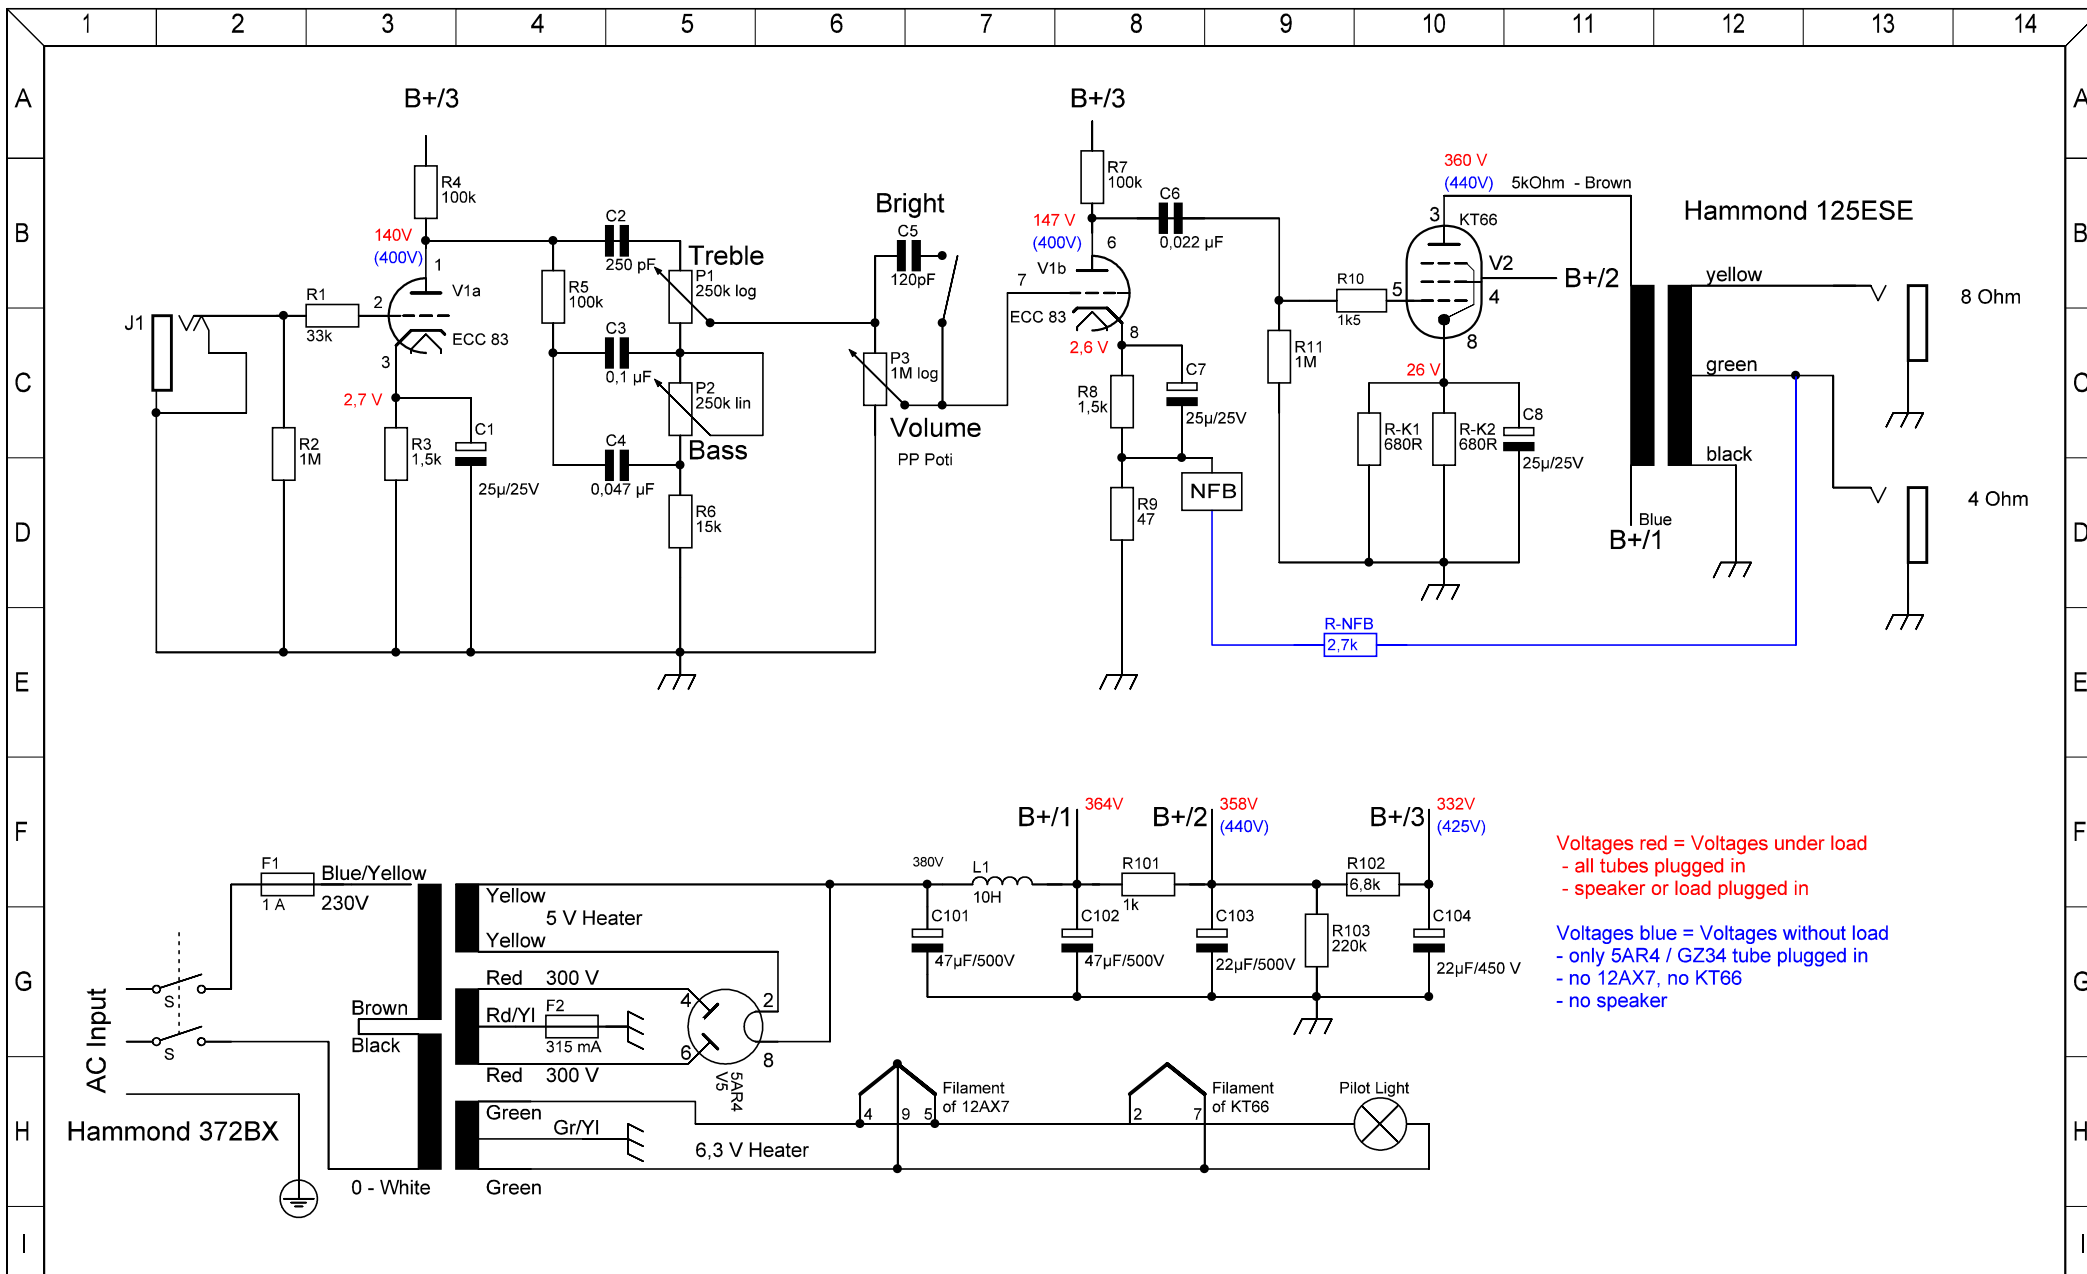 1 2 3 4 5 6 7 8 9 10 11 12 13 14
A
B+/3
B+/3
A
R4
100k
140V
(400V)
1
V1a
2
ECC 83
3
2,7 V
R1
33k
J1
R2
1M
R3
1,5k
C1
25µ/25V
C2
250 pF
R5
100k
C3
0,1 µF
C4
0,047 µF
Treble
P1
250k log
P2
250k lin
Bass
R6
15k
Bright
C5
120pF
P3
1M log
Volume
PP Poti
R7
100k
147 V
(400V)
6
V1b
7
ECC 83
8
2,6 V
C6
0,022 µF
R8
1,5k
C7
25µ/25V
NFB
R9
47
R10
1k5
R11
1M
360 V
(440V)
5kOhm - Brown
3
KT66
V2
5
4
8
B+/2
26 V
R-K1
680R
R-K2
680R
C8
25µ/25V
Hammond 125ESE
yellow
green
black
Blue
B+/1
8 Ohm
4 Ohm
R-NFB
2,7k
B
B
C
C
D
D
E
E
F
F
F1
1 A
Blue/Yellow
230V
Yellow
5 V Heater
Yellow
Red 300 V
Rd/Yl
F2
315 mA
Red 300 V
4
6
2
8
5AR4
V5
Brown
Black
S
S
AC Input
Hammond 372BX
0 - White
Green
Gr/Yl
6,3 V Heater
Green
380V
L1
10H
B+/1
364V
B+/2
358V
(440V)
B+/3
332V
(425V)
R101
1k
R102
6,8k
C101
47µF/500V
C102
47µF/500V
C103
22µF/500V
R103
220k
C104
22µF/450 V
Filament
of 12AX7
4 9 5
Filament
of KT66
2 7
Pilot Light
Voltages red = Voltages under load
- all tubes plugged in
- speaker or load plugged in
Voltages blue = Voltages without load
- only 5AR4 / GZ34 tube plugged in
- no 12AX7, no KT66
- no speaker
G
G
H
H
I
I